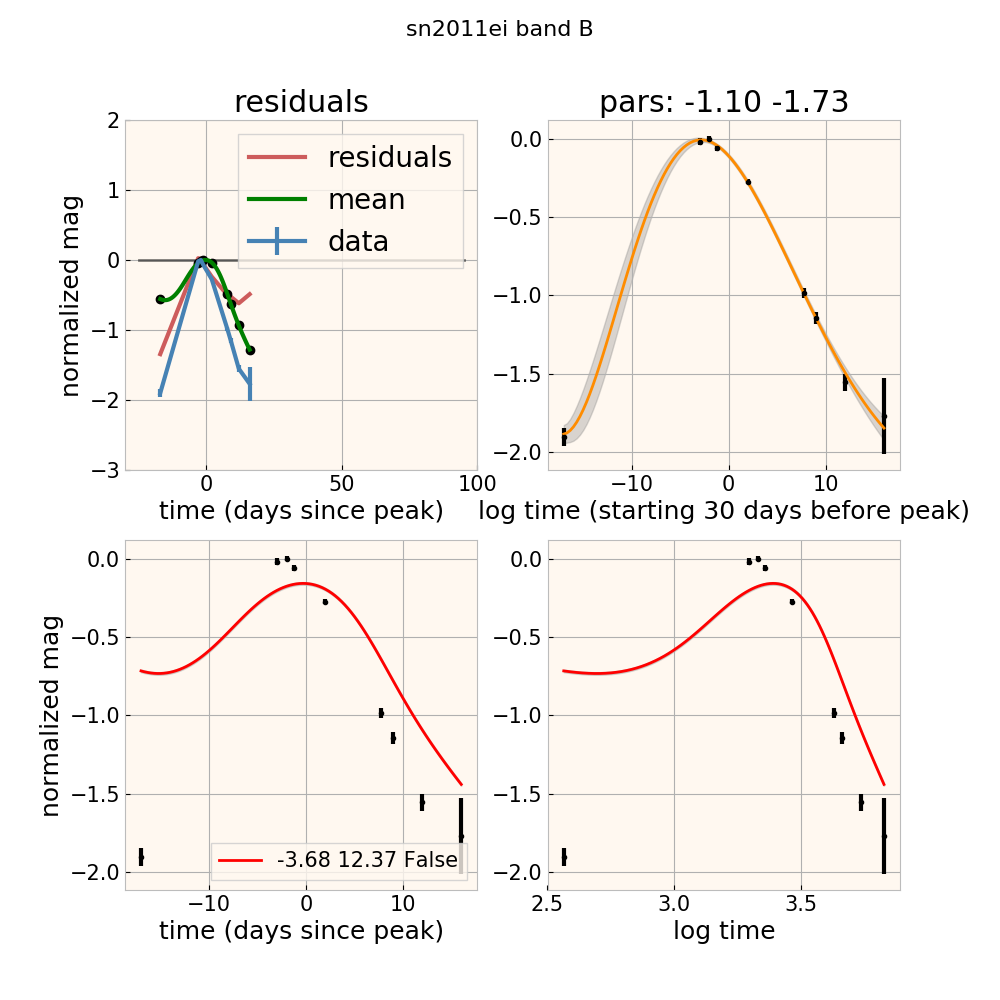 sn2011ei band B
residuals
pars: -1.10 -1.73
normalized mag
2
1
0
−1
−2
−3
residuals
mean
data
0
50
100
time (days since peak)
0.0
−0.5
−1.0
−1.5
−2.0
−10
0
10
log time (starting 30 days before peak)
normalized mag
0.0
−0.5
−1.0
−1.5
−2.0
-3.68 12.37 False
−10
0
10
time (days since peak)
0.0
−0.5
−1.0
−1.5
−2.0
2.5
3.0
3.5
log time